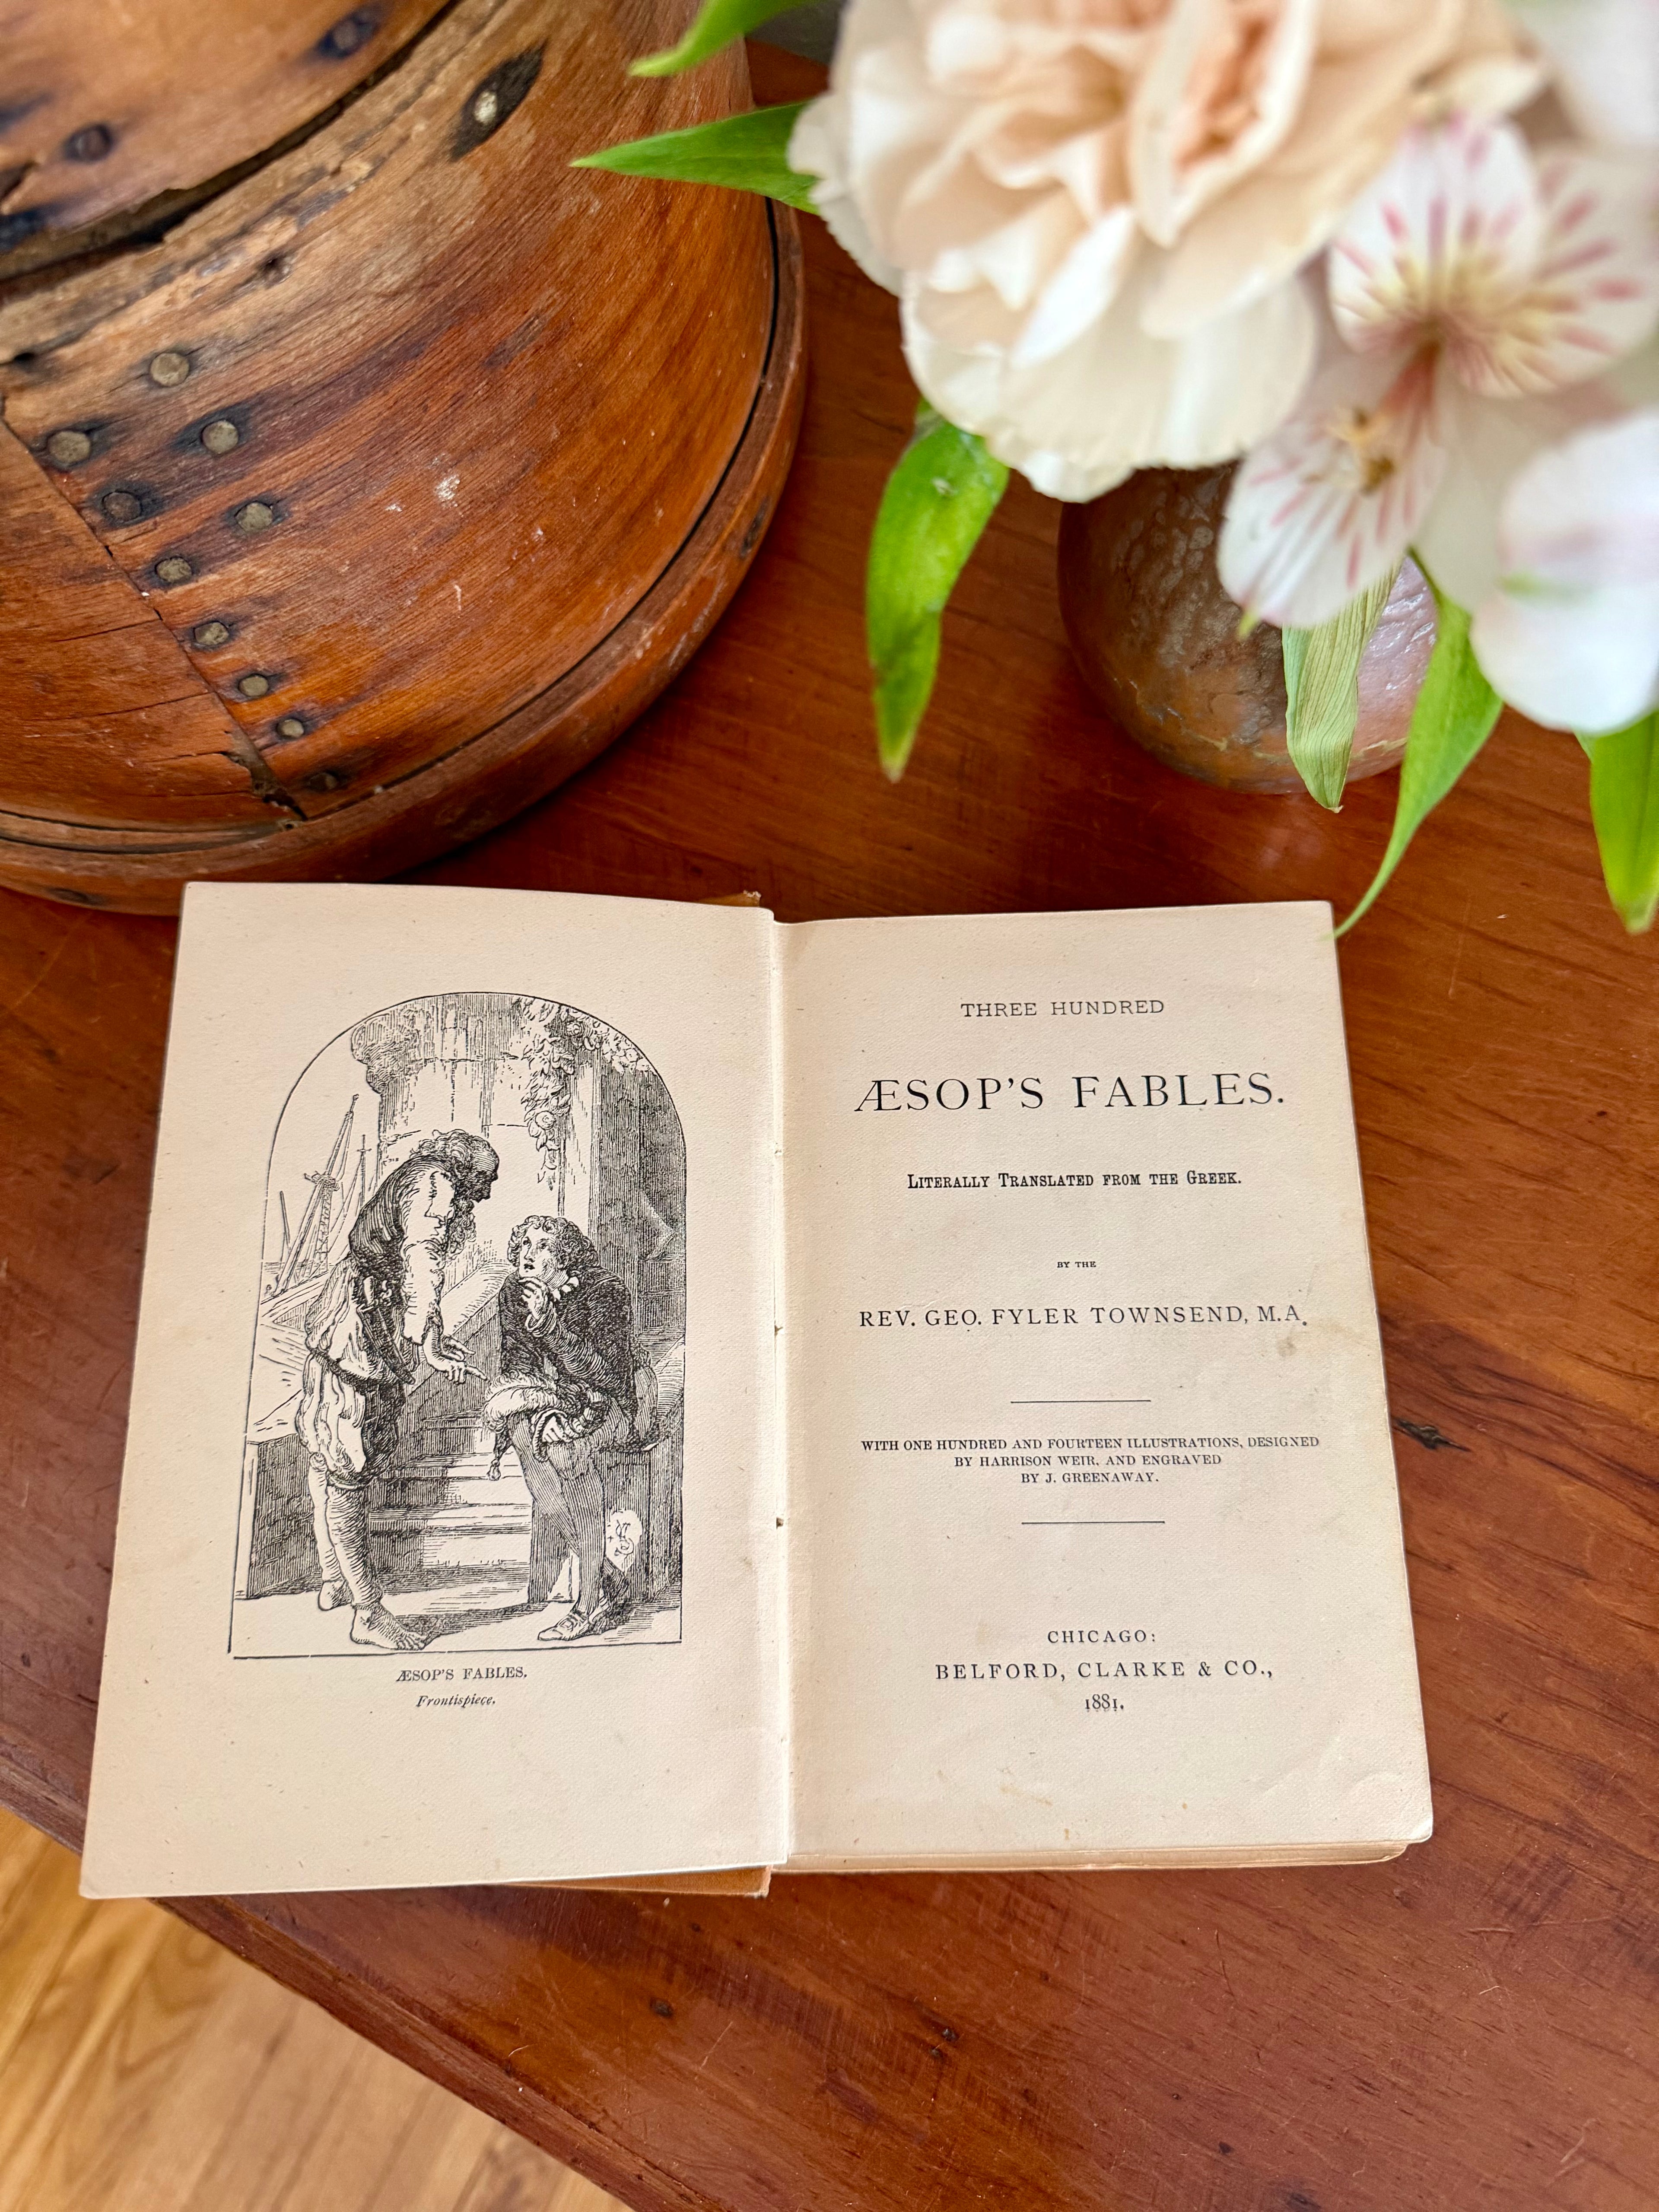 ÆSOP'S FABLES.
Frontispiece.
THREE HUNDRED
ÆSOP'S FABLES.
LITERALLY TRANSLATED FROM THE GREEK.
BY THE
REV. GEO. FYLER TOWNSEND, M.A.
WITH ONE HUNDRED AND FOURTEEN ILLUSTRATIONS, DESIGNED
BY HARRISON WEIR, AND ENGRAVED
BY J. GREENAWAY.
CHICAGO:
BELFORD, CLARKE & CO.,
1881.